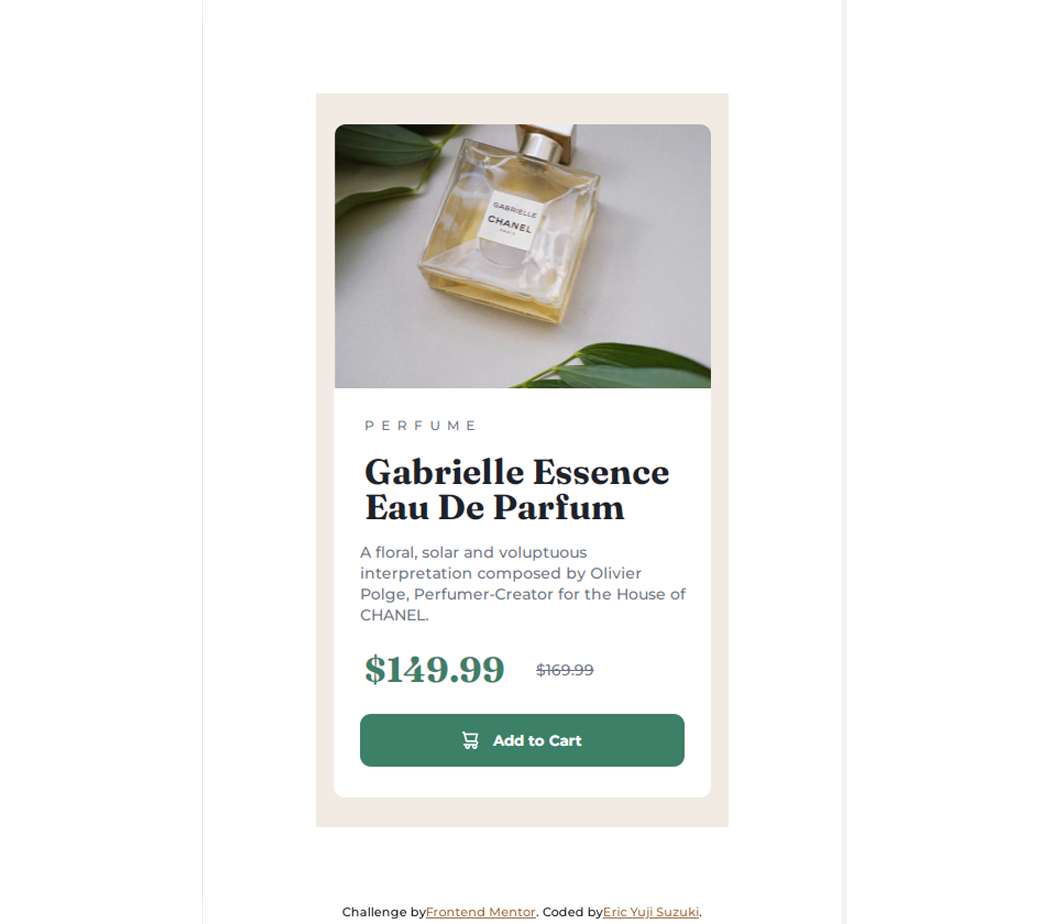 GABRIELLE
CHANEL
PARIS
PERFUME
Gabrielle Essence
Eau De Parfum
A floral, solar and voluptuous
interpretation composed by Olivier
Polge, Perfumer-Creator for the House of
CHANEL.
$149.99 $169.99
Add to Cart
Challenge byFrontend Mentor. Coded byEric Yuji Suzuki.